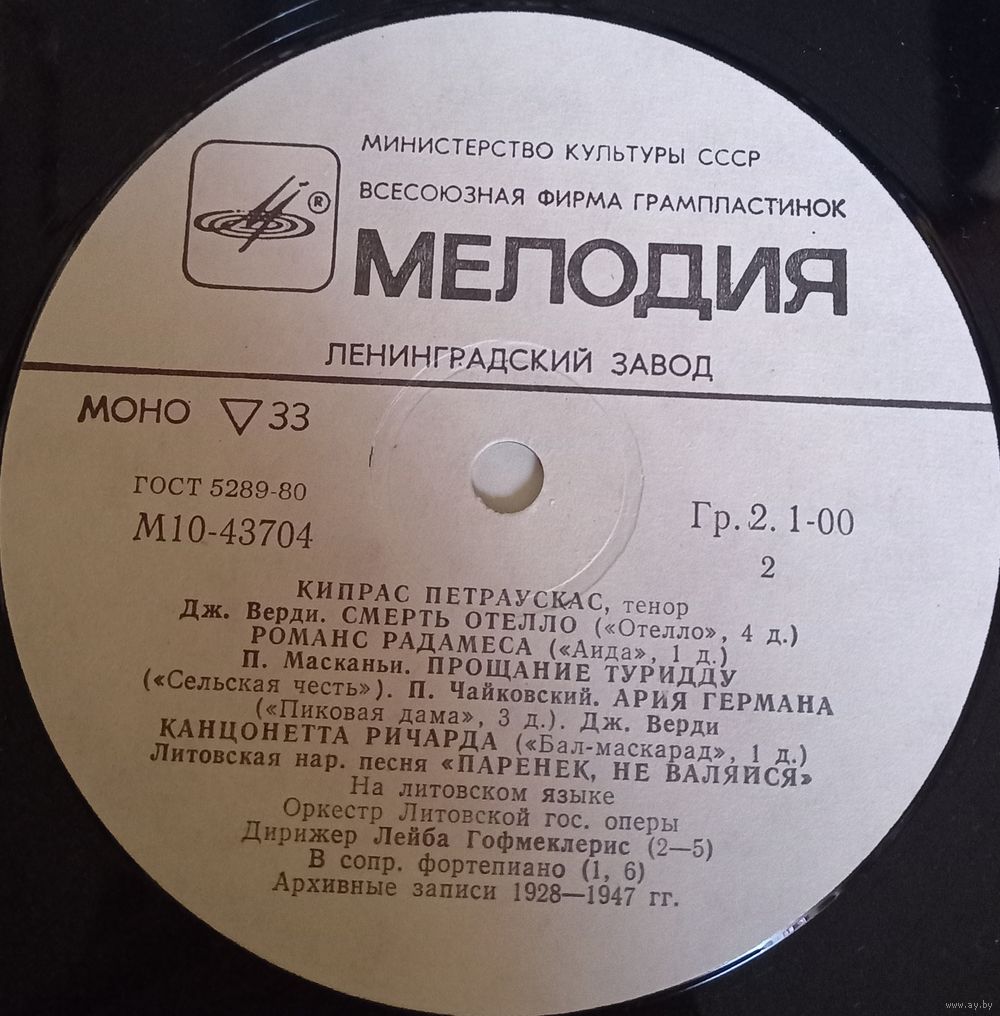 МИНИСТЕРСТВО КУЛЬТУРЫ СССР
ВСЕСОЮЗНАЯ ФИРМА ГРАМПЛАСТИНОК
®
МЕЛОДИЯ
ЛЕНИНГРАДСКИЙ ЗАВОД
МОНО ▽ 33
ГОСТ 5289-80
М10-43704
Гр. 2. 1-00
2
КИПРАС ПЕТРАУСКАС, тенор
Дж. Верди. СМЕРТЬ ОТЕЛЛО («Отелло», 4 д.)
РОМАНС РАДАМЕСА («Аида», 1 д.)
П. Масканьи. ПРОЩАНИЕ ТУРИДДУ
(«Сельская честь»). П. Чайковский. АРИЯ ГЕРМАНА
(«Пиковая дама», 3 д.). Дж. Верди
КАНЦОНЕТТА РИЧАРДА («Бал-маскарад», 1 д.)
Литовская нар. песня «ПАРЕНЕК, НЕ ВАЛЯЙСЯ»
На литовском языке
Оркестр Литовской гос. оперы
Дирижер Лейба Гофмеклерис (2—5)
В сопр. фортепиано (1, 6)
Архивные записи 1928—1947 гг.
www.ay.by